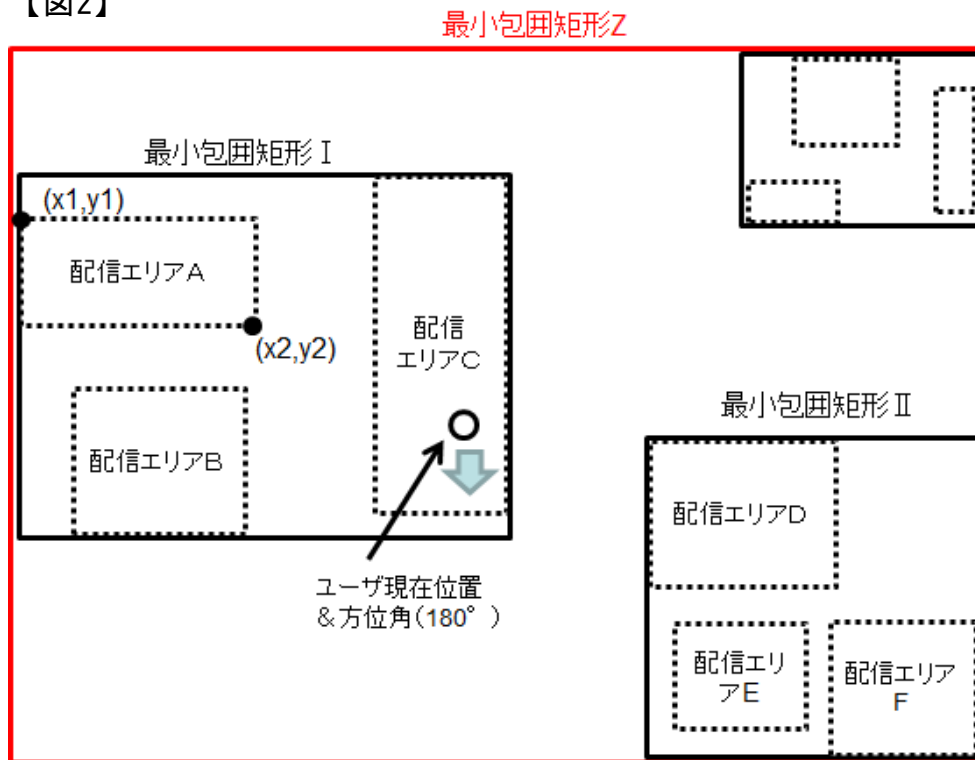 【図2】
最小包囲矩形Z
最小包囲矩形Ⅰ
(x1,y1)
配信エリアA
(x2,y2)
配信
エリアC
配信エリアB
ユーザ現在位置
&方位角(180°)
最小包囲矩形Ⅱ
配信エリアD
配信エリ
アE
配信エリア
F